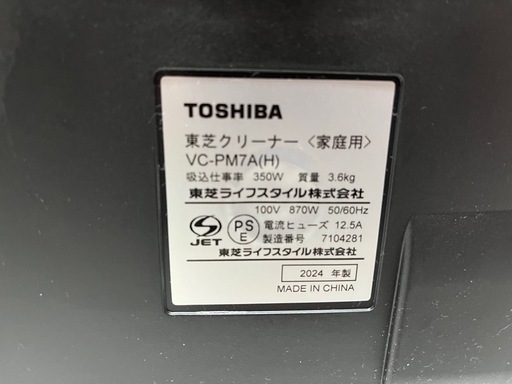 TOSHIBA
東芝クリーナー〈家庭用〉
VC-PM7A(H)
吸込仕事率 350W 質量 3.6kg
東芝ライフスタイル株式会社
100V 870W 50/60Hz
電流ヒューズ 12.5A
製造番号 7104281
JET
PS
E
東芝ライフスタイル株式会社
2024 年製
MADE IN CHINA